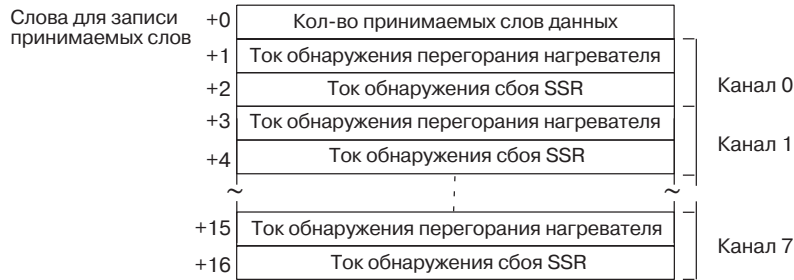 Слова для записи
принимаемых слов
+0 Кол-во принимаемых слов данных
+1 Ток обнаружения перегорания нагревателя
+2 Ток обнаружения сбоя SSR
Канал 0
+3 Ток обнаружения перегорания нагревателя
+4 Ток обнаружения сбоя SSR
Канал 1
~ ~
+15 Ток обнаружения перегорания нагревателя
+16 Ток обнаружения сбоя SSR
Канал 7